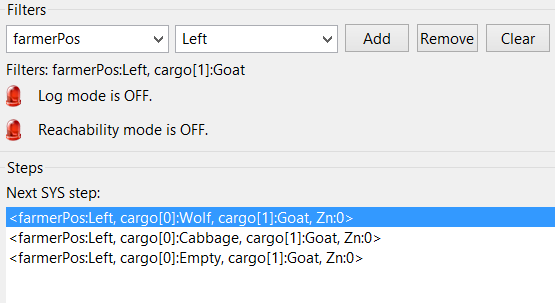 Filters
farmerPos Left Add Remove Clear
Filters: farmerPos:Left, cargo[1]:Goat
Log mode is OFF.
Reachability mode is OFF.
Steps
Next SYS step:
<farmerPos:Left, cargo[0]:Wolf, cargo[1]:Goat, Zn:0>
<farmerPos:Left, cargo[0]:Cabbage, cargo[1]:Goat, Zn:0>
<farmerPos:Left, cargo[0]:Empty, cargo[1]:Goat, Zn:0>